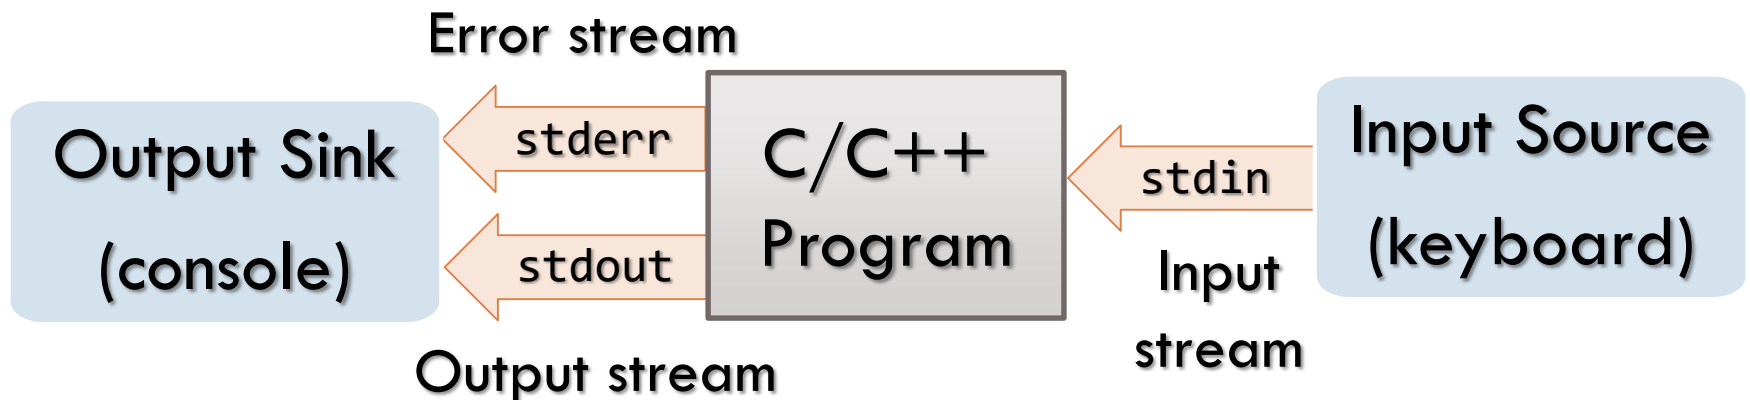 Error stream
Output Sink
(console)
stderr
stdout
Output stream
C/C++
Program
stdin
Input
stream
Input Source
(keyboard)